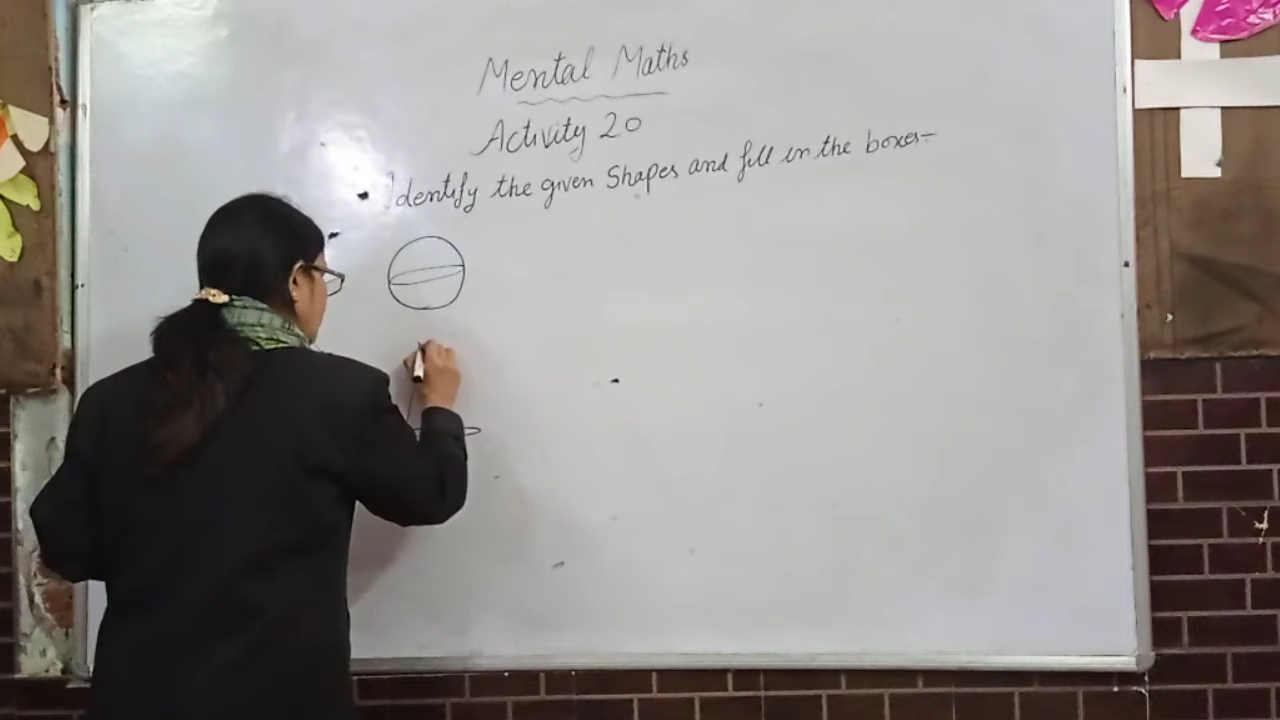 Mental Maths
Activity 20
Identify the given Shapes and fill in the boxes-